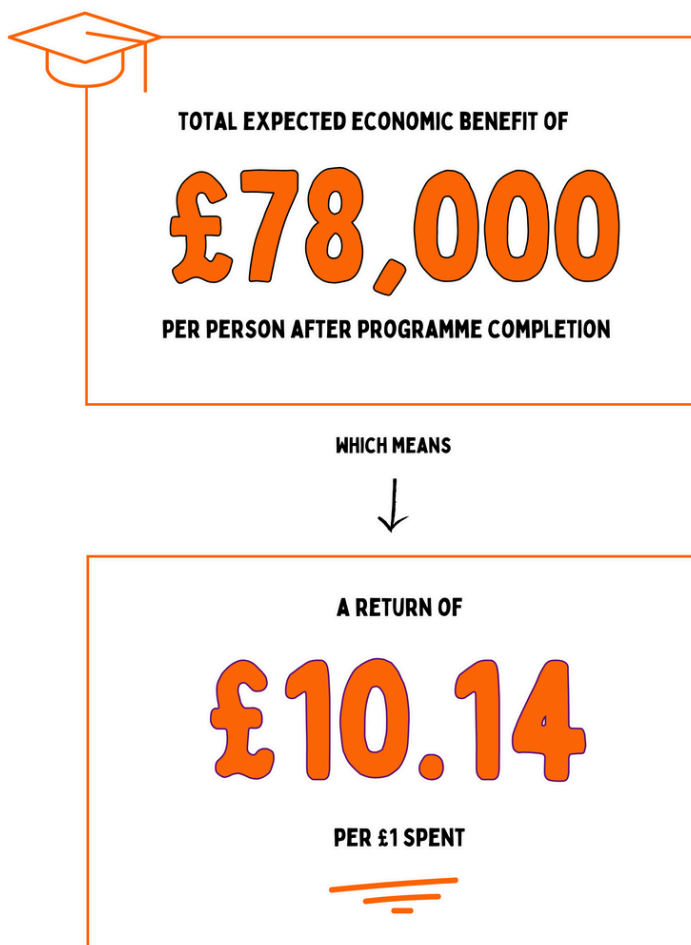 TOTAL EXPECTED ECONOMIC BENEFIT OF
£78,000
PER PERSON AFTER PROGRAMME COMPLETION
WHICH MEANS
A RETURN OF
£10.14
PER £1 SPENT